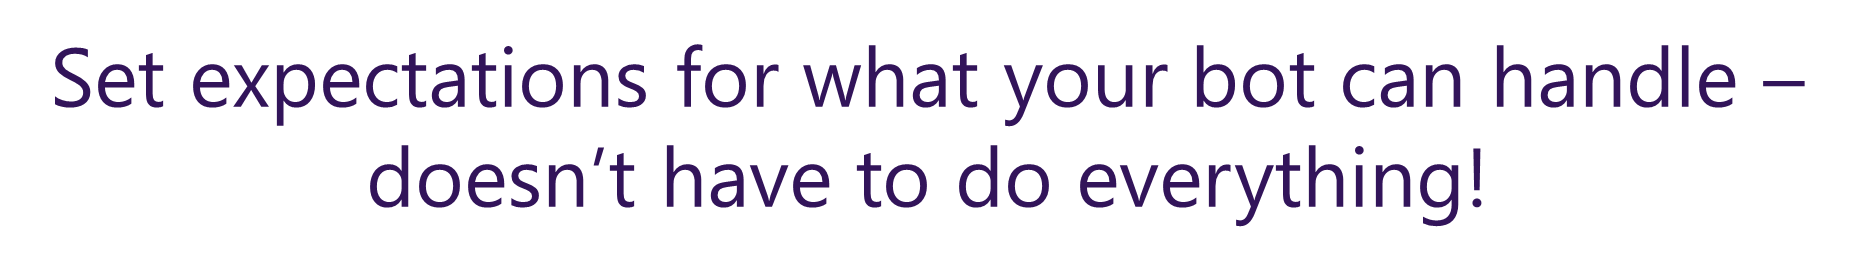 Set expectations for what your bot can handle –
doesn’t have to do everything!